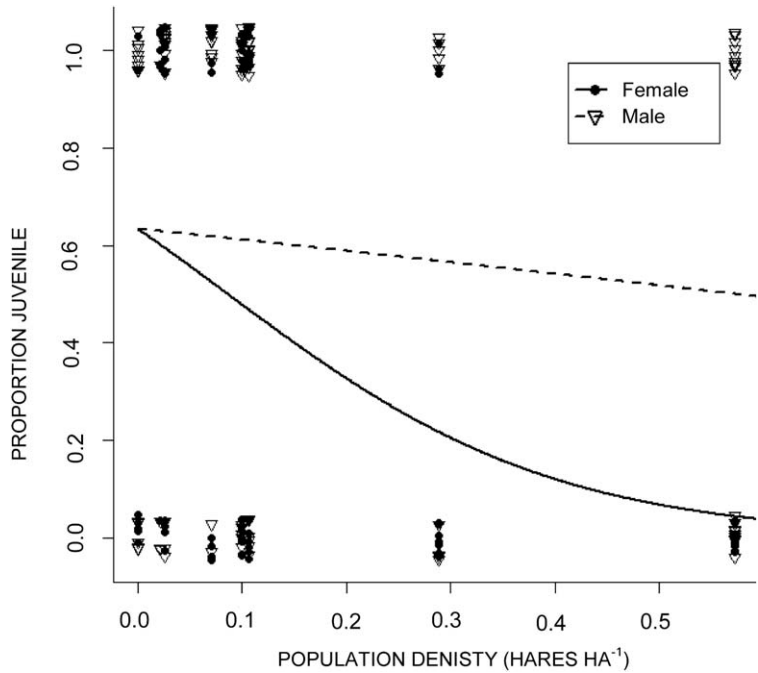 Female
Male
PROPORTION JUVENILE
1.0
0.8
0.6
0.4
0.2
0.0
0.0 0.1 0.2 0.3 0.4 0.5
POPULATION DENISTY (HARES HA⁻¹)